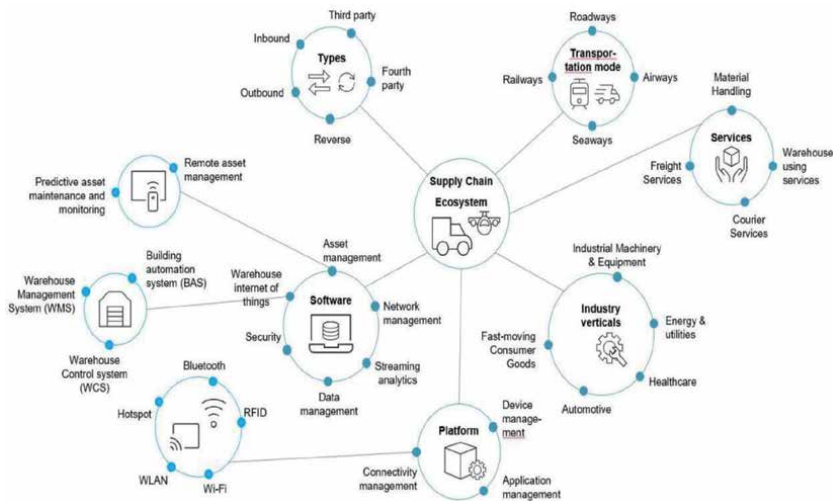 Third party
Inbound
Types
Fourth
party
Outbound
Reverse
Roadways
Transpor-
tation mode
Railways
Airways
Seaways
Material
Handling
Services
Freight
Services
Warehouse
using
services
Courier
Services
Supply Chain
Ecosystem
Remote asset
management
Predictive asset
maintenance and
monitoring
Building
automation
system (BAS)
Warehouse
Management
System (WMS)
Warehouse
Control system
(WCS)
Asset
management
Warehouse
internet of
things
Software
Network
management
Security
Streaming
analytics
Data
management
Industrial Machinery
& Equipment
Industry
verticals
Energy &
utilities
Fast-moving
Consumer
Goods
Healthcare
Automotive
Bluetooth
Hotspot
RFID
WLAN
Wi-Fi
Platform
Device
manage-
ment
Connectivity
management
Application
management